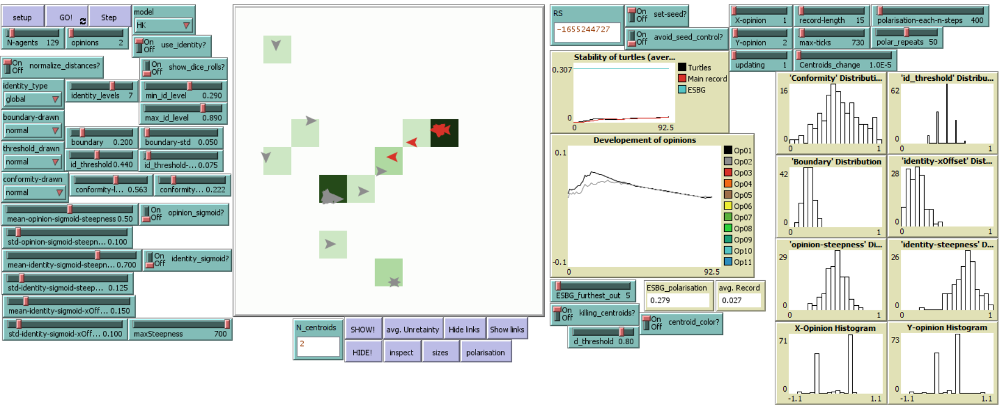 setup
GO!
Step
model
HK
N-agents 129
opinions 2
On
Off
use_identity?
On
Off
normalize_distances?
On
Off
show_dice_rolls?
identity_type
global
identity_levels 7
min_id_level 0.290
max_id_level 0.890
boundary-drawn
normal
boundary 0.200
boundary-std 0.050
threshold_drawn
normal
id_threshold 0.440
id_threshold-... 0.075
conformity-drawn
normal
conformity-l... 0.563
conformity... 0.222
mean-opinion-sigmoid-steepness 0.50
On
Off
opinion_sigmoid?
std-opinion-sigmoid-steepn... 0.100
mean-identity-sigmoid-steepn... 0.700
On
Off
identity_sigmoid?
std-identity-sigmoid-steep... 0.125
mean-identity-sigmoid-xOff... 0.150
std-identity-sigmoid-xOff... 0.100
maxSteepness 700
N_centroids
2
SHOW!
avg. Unretainty
Hide links
Show links
HIDE!
inspect
sizes
polarisation
RS
-1655244727
On
Off
set-seed?
On
Off
avoid_seed_control?
Stability of turtles (aver...
0.307
0
0
92.5
Turtles
Main record
ESBG
Developement of opinions
0.1
-0.1
0
92.5
Op01
Op02
Op03
Op04
Op05
Op06
Op07
Op08
Op09
Op10
Op11
ESBG_furthest_out 5
ESBG_polarisation
0.279
avg. Record
0.027
On
Off
killing_centroids?
On
Off
centroid_color?
d_threshold 0.80
X-opinion 1
record-length 15
polarisation-each-n-steps 400
Y-opinion 2
max-ticks 730
polar_repeats 50
updating 1
Centroids_change 1.0E-5
'Conformity' Distributi...
16
0
0
1
'id_threshold' Distribu...
62
0
0
1
'Boundary' Distribution
42
0
0
1
'identity-xOffset' Dist...
28
0
0
1
'opinion-steepness' Di...
29
0
0
1
'identity-steepness' D...
26
0
0
1
X-Opinion Histogram
71
0
-1.1
1.1
Y-opinion Histogram
73
0
-1.1
1.1